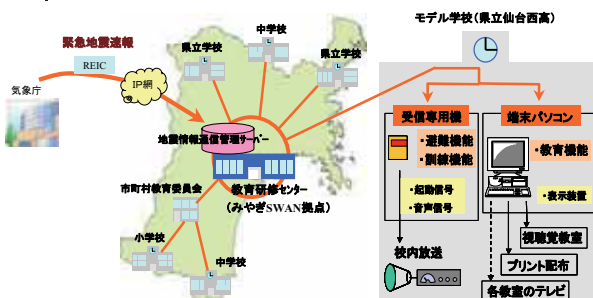 モデル学校(県立仙台西高)
緊急地震速報
REIC
気象庁
IP網
県立学校
中学校
県立学校
地震情報通信管理サーバー
教育研修センター
(みやぎSWAN拠点)
市町村教育委員会
小学校
中学校
受信専用機
・避難機能
・訓練機能
・起動信号
・音声信号
校内放送
端末パソコン
・教育機能
・表示装置
視聴覚教室
プリント配布
各教室のテレビ